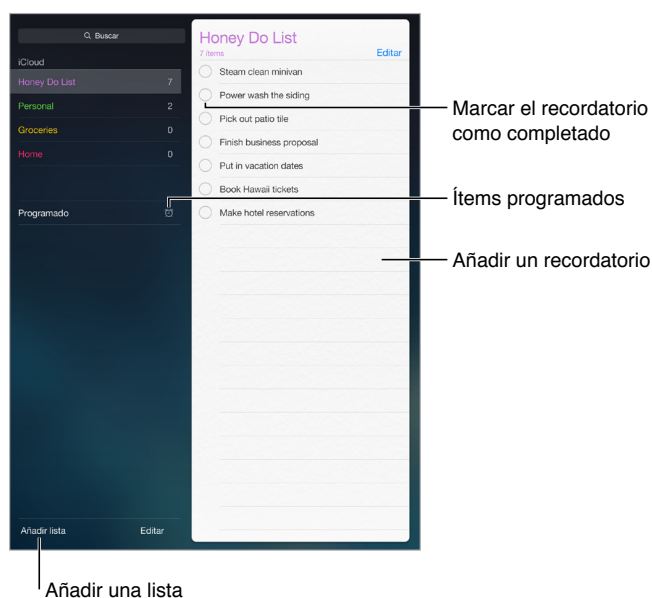 Buscar
iCloud
Honey Do List 7
Personal 2
Groceries 0
Home 0
Programado
Añadir lista Editar
Honey Do List
7 items
Editar
Steam clean minivan
Power wash the siding
Pick out patio tile
Finish business proposal
Put in vacation dates
Book Hawaii tickets
Make hotel reservations
Marcar el recordatorio
como completado
Ítems programados
Añadir un recordatorio
Añadir una lista